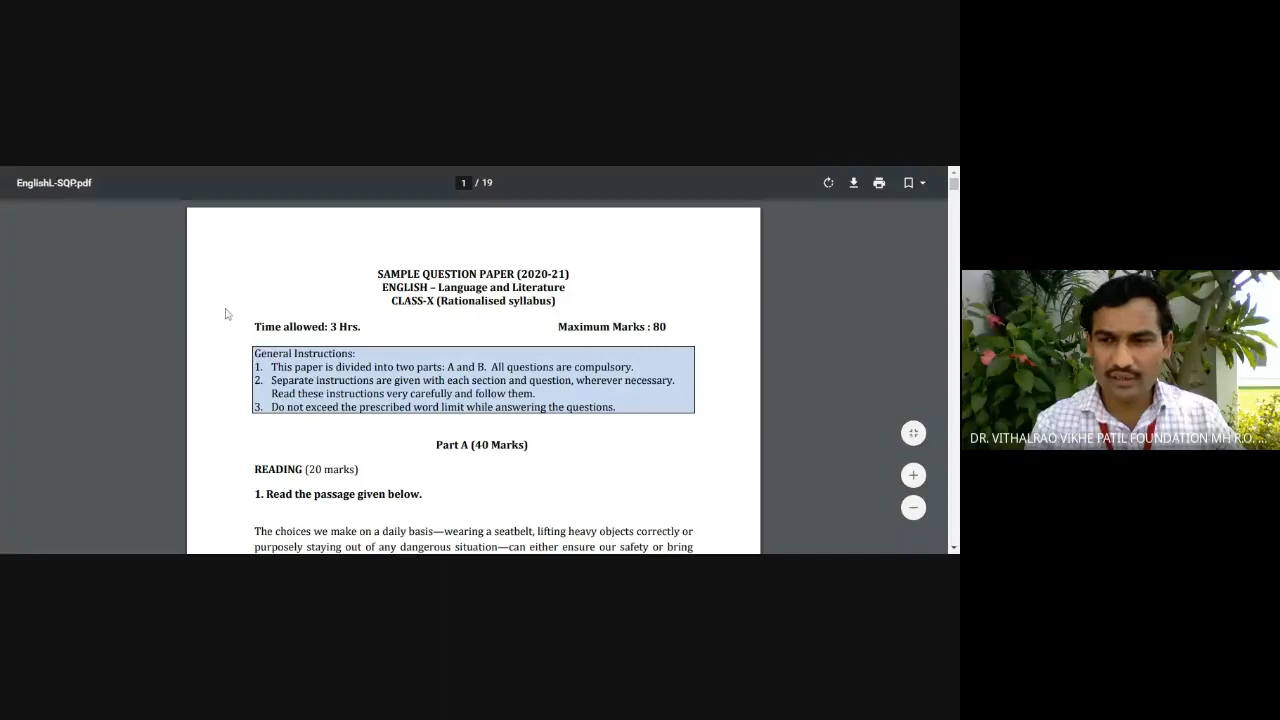 EnglishL-SQP.pdf
1 / 19
SAMPLE QUESTION PAPER (2020-21)
ENGLISH – Language and Literature
CLASS-X (Rationalised syllabus)
Time allowed: 3 Hrs. Maximum Marks : 80
General Instructions:
1. This paper is divided into two parts: A and B. All questions are compulsory.
2. Separate instructions are given with each section and question, wherever necessary.
Read these instructions very carefully and follow them.
3. Do not exceed the prescribed word limit while answering the questions.
Part A (40 Marks)
READING (20 marks)
1. Read the passage given below.
The choices we make on a daily basis—wearing a seatbelt, lifting heavy objects correctly or
purposely staying out of any dangerous situation—can either ensure our safety or bring
DR. VITHALRAO VIKHE PATIL FOUNDATION MH R.O. ...